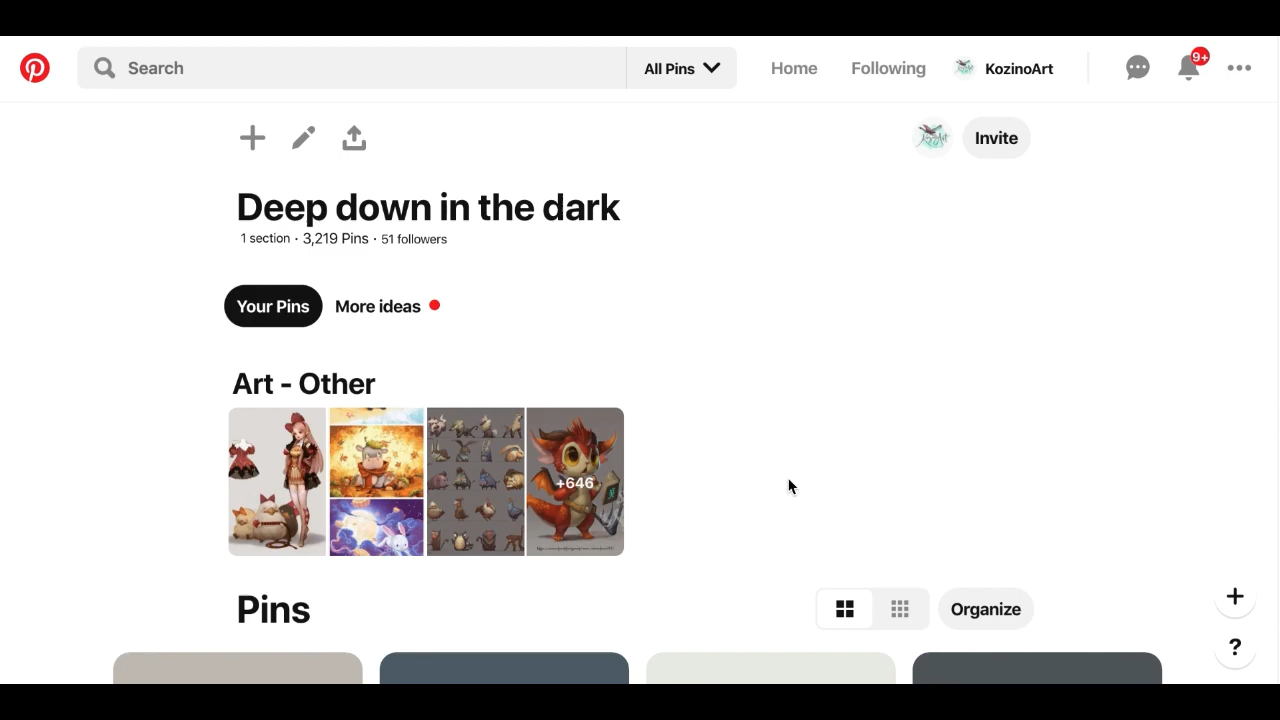 Search
All Pins
Home
Following
KozinoArt
9+
Invite
Deep down in the dark
1 section · 3,219 Pins · 51 followers
Your Pins
More ideas
Art - Other
+646
Pins
Organize
?